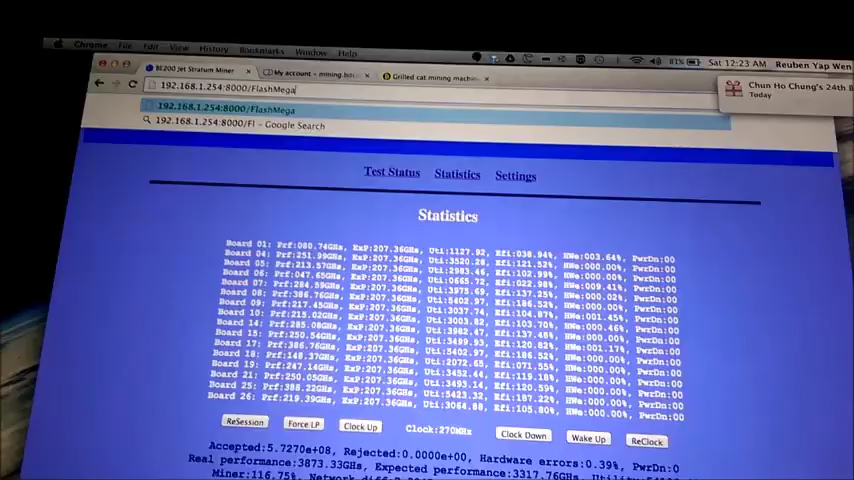 Chrome File Edit View History Bookmarks Window Help 81% Sat 12:23 AM Reuben Yap Wen
BE200 Jet Stratum Miner × My account - mining.bit × Grilled cat mining machin ×
192.168.1.254:8000/FlashMega
192.168.1.254:8000/FlashMega
192.168.1.254:8000/Fl - Google Search
Chun Ho Chung's 24th B
Today
Test Status Statistics Settings
Statistics
Board 01: Prf:080.74GHs, ExP:207.36GHs, Uti:1127.92, Efi:038.94%, HWe:003.64%, PwrDn:00
Board 04: Prf:251.99GHs, ExP:207.36GHs, Uti:3520.28, Efi:121.52%, HWe:000.00%, PwrDn:00
Board 05: Prf:213.57GHs, ExP:207.36GHs, Uti:2983.46, Efi:102.99%, HWe:000.00%, PwrDn:00
Board 06: Prf:047.65GHs, ExP:207.36GHs, Uti:0665.72, Efi:022.98%, HWe:009.41%, PwrDn:00
Board 07: Prf:284.59GHs, ExP:207.36GHs, Uti:3975.69, Efi:137.25%, HWe:000.02%, PwrDn:00
Board 08: Prf:386.76GHs, ExP:207.36GHs, Uti:5402.97, Efi:186.52%, HWe:000.00%, PwrDn:00
Board 09: Prf:217.45GHs, ExP:207.36GHs, Uti:3037.74, Efi:104.87%, HWe:001.45%, PwrDn:00
Board 10: Prf:215.02GHs, ExP:207.36GHs, Uti:3003.82, Efi:103.70%, HWe:000.46%, PwrDn:00
Board 14: Prf:285.08GHs, ExP:207.36GHs, Uti:3982.47, Efi:137.48%, HWe:000.00%, PwrDn:00
Board 15: Prf:250.54GHs, ExP:207.36GHs, Uti:3499.93, Efi:120.82%, HWe:001.17%, PwrDn:00
Board 17: Prf:386.76GHs, ExP:207.36GHs, Uti:5402.97, Efi:186.52%, HWe:000.00%, PwrDn:00
Board 18: Prf:148.37GHs, ExP:207.36GHs, Uti:2072.65, Efi:071.55%, HWe:000.00%, PwrDn:00
Board 19: Prf:247.14GHs, ExP:207.36GHs, Uti:3452.44, Efi:119.18%, HWe:000.00%, PwrDn:00
Board 21: Prf:250.05GHs, ExP:207.36GHs, Uti:3493.14, Efi:120.59%, HWe:000.00%, PwrDn:00
Board 25: Prf:388.22GHs, ExP:207.36GHs, Uti:5423.32, Efi:187.22%, HWe:000.00%, PwrDn:00
Board 26: Prf:219.39GHs, ExP:207.36GHs, Uti:3064.88, Efi:105.80%, HWe:000.00%, PwrDn:00
ReSession Force LP Clock Up Clock:270MHz Clock Down Wake Up ReClock
Accepted:5.7270e+08, Rejected:0.0000e+00, Hardware errors:0.39%, PwrDn:0
Real performance:3873.33GHs, Expected performance:3317.76GHs,
Miner:116.75%,